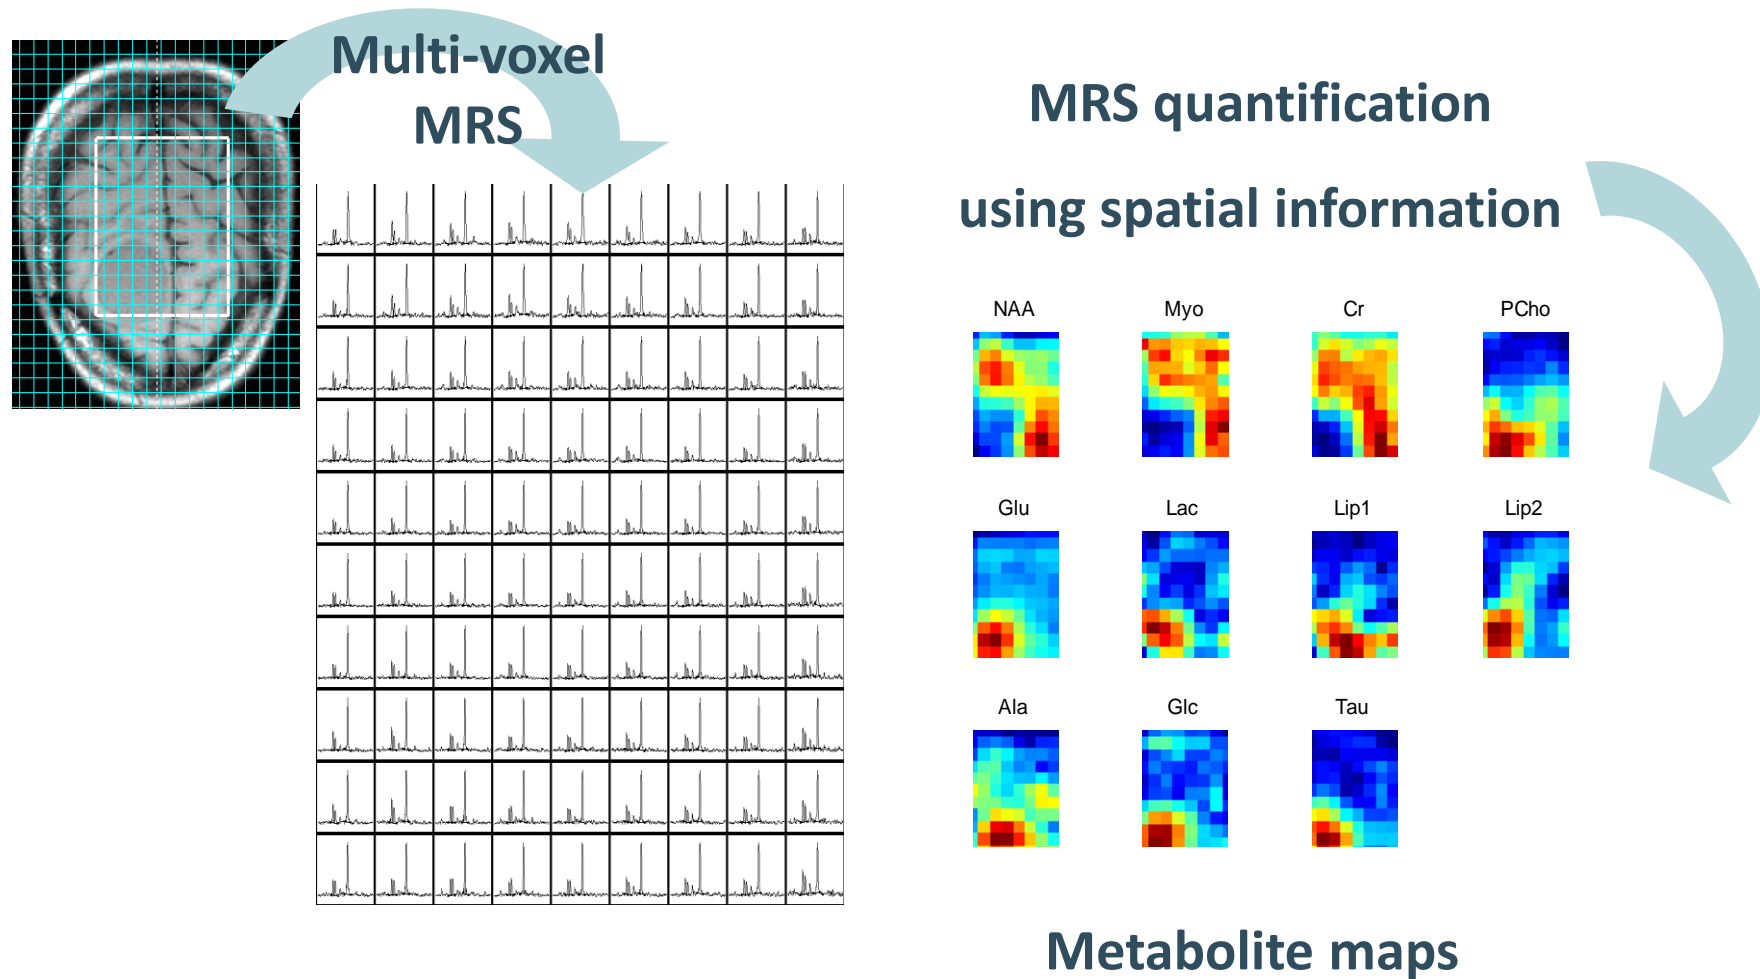 Multi-voxel
MRS
MRS quantification
using spatial information
NAA Myo Cr PCho
Glu Lac Lip1 Lip2
Ala Glc Tau
Metabolite maps